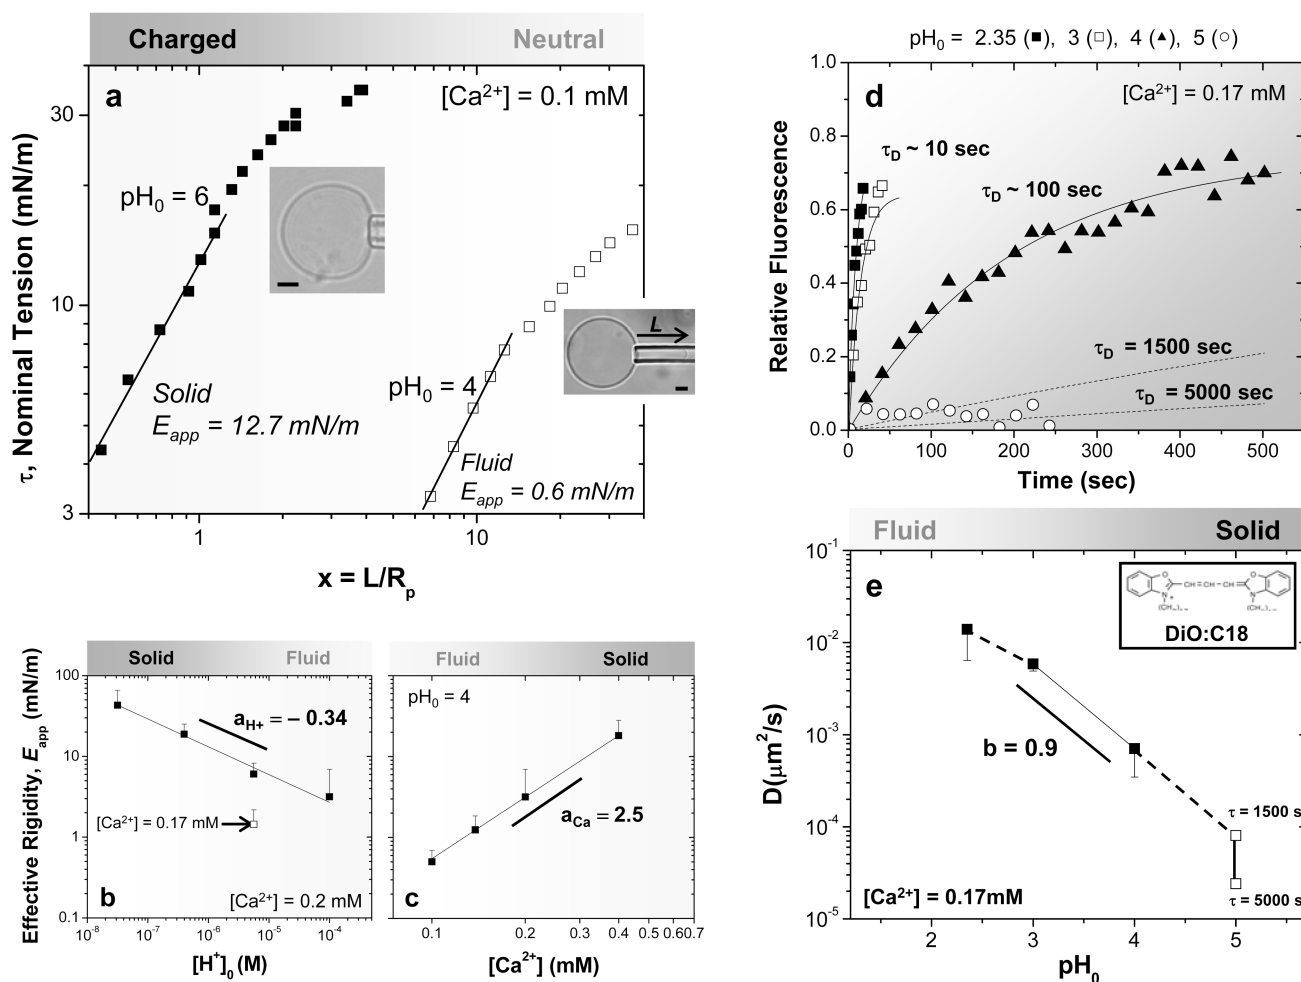 Charged Neutral
a
[Ca²⁺] = 0.1 mM
τ, Nominal Tension (mN/m)
30
10
3
pH₀ = 6
Solid
E_app = 12.7 mN/m
pH₀ = 4
Fluid
E_app = 0.6 mN/m
L
1 10
x = L/R_p
Solid Fluid
Effective Rigidity, E_app (mN/m)
100
10
1
0.1
a_H+ = – 0.34
[Ca²⁺] = 0.17 mM
b
[Ca²⁺] = 0.2 mM
10⁻⁸ 10⁻⁷ 10⁻⁶ 10⁻⁵ 10⁻⁴
[H⁺]₀ (M)
Fluid Solid
pH₀ = 4
a_Ca = 2.5
c
0.1 0.2 0.3 0.4 0.5 0.6 0.7
[Ca²⁺] (mM)
pH₀ = 2.35 (■), 3 (□), 4 (▲), 5 (○)
d
[Ca²⁺] = 0.17 mM
Relative Fluorescence
1.0
0.8
0.6
0.4
0.2
0.0
τ_D ~ 10 sec
τ_D ~ 100 sec
τ_D = 1500 sec
τ_D = 5000 sec
0 100 200 300 400 500
Time (sec)
Fluid Solid
e
D(μm²/s)
10⁻¹
10⁻²
10⁻³
10⁻⁴
10⁻⁵
DiO:C18
b = 0.9
τ = 1500 s
τ = 5000 s
[Ca²⁺] = 0.17mM
2 3 4 5
pH₀